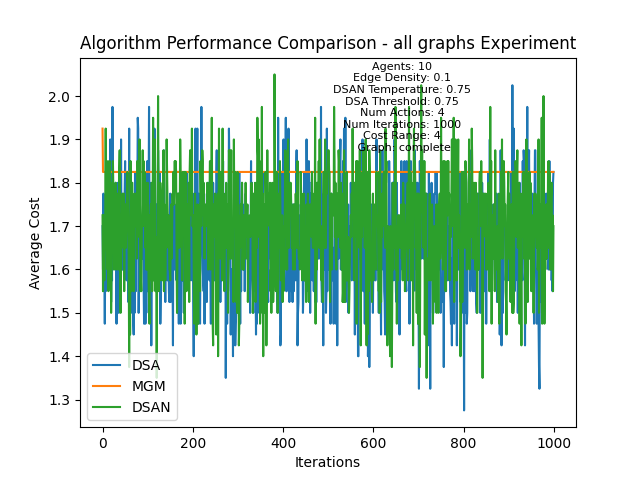 Algorithm Performance Comparison - all graphs Experiment
Agents: 10
Edge Density: 0.1
DSAN Temperature: 0.75
DSA Threshold: 0.75
Num Actions: 4
Num Iterations: 1000
Cost Range: 4
Graph: complete
Average Cost
2.0
1.9
1.8
1.7
1.6
1.5
1.4
1.3
DSA
MGM
DSAN
0
200
400
600
800
1000
Iterations